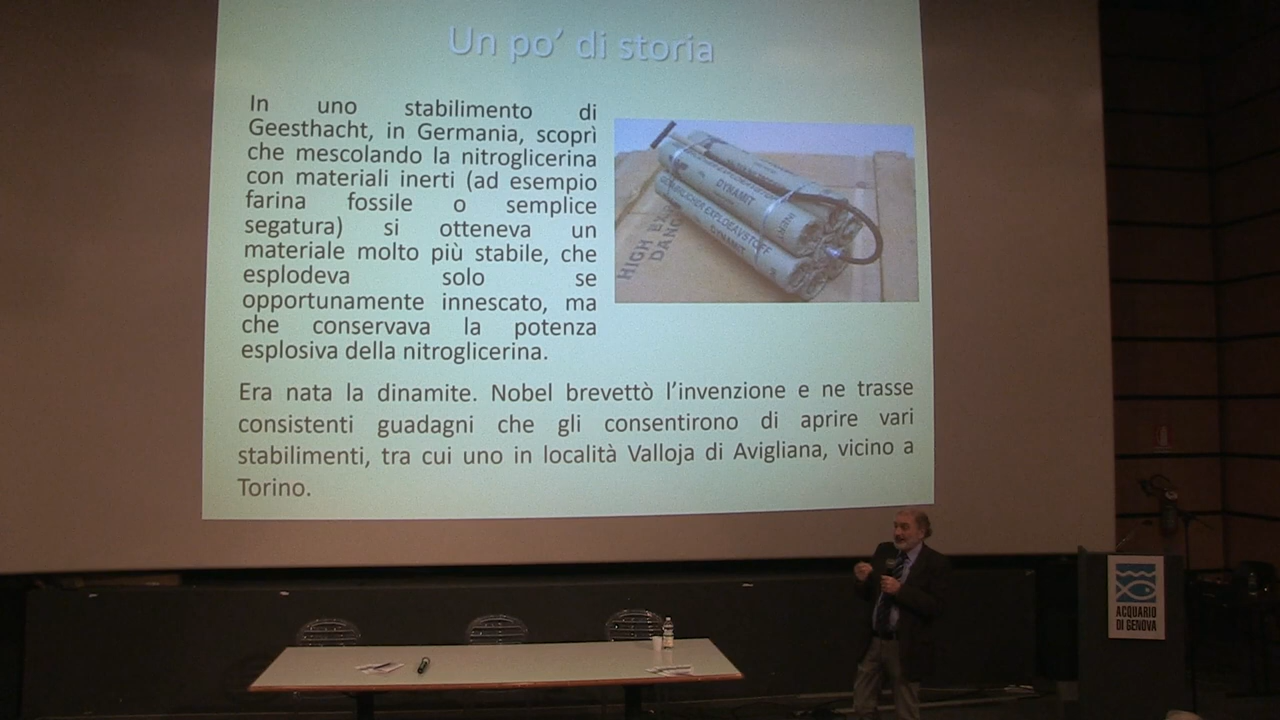 Un po' di storia
In uno stabilimento di
Geesthacht, in Germania, scoprì
che mescolando la nitroglicerina
con materiali inerti (ad esempio
farina fossile o semplice
segatura) si otteneva un
materiale molto più stabile, che
esplodeva solo se
opportunamente innescato, ma
che conservava la potenza
esplosiva della nitroglicerina.
DYNAMIT
EXPLOSAVSTOFF
DYNAMIT
HIGH
Era nata la dinamite. Nobel brevettò l'invenzione e ne trasse
consistenti guadagni che gli consentirono di aprire vari
stabilimenti, tra cui uno in località Valloja di Avigliana, vicino a
Torino.
ACQUARIO
DI GENOVA